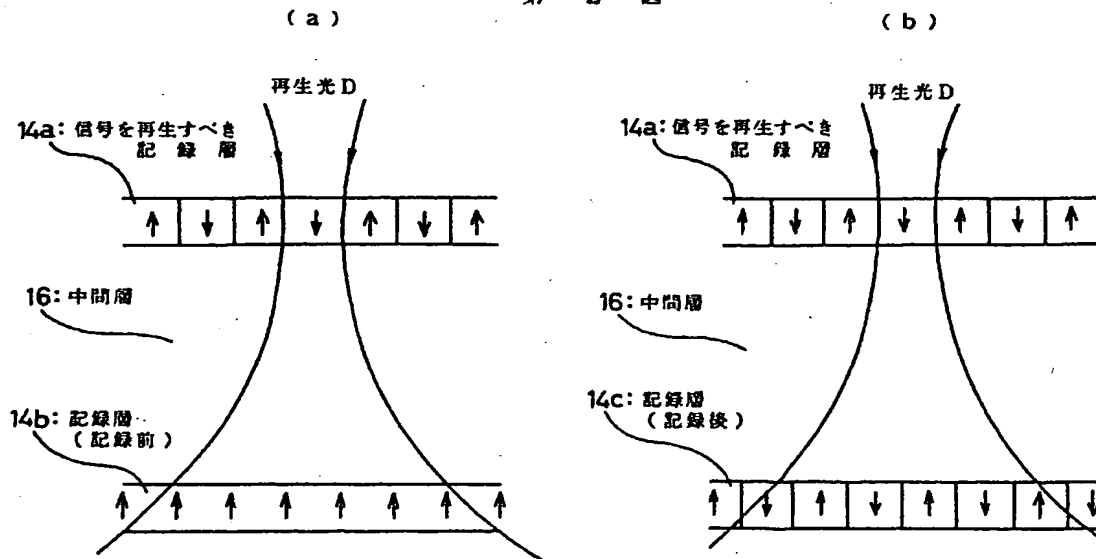 (a)
再生光D
14a: 信号を再生すべき
記録層
16: 中間層
14b: 記録層
(記録前)
(b)
再生光D
14a: 信号を再生すべき
記録層
16: 中間層
14c: 記録層
(記録後)